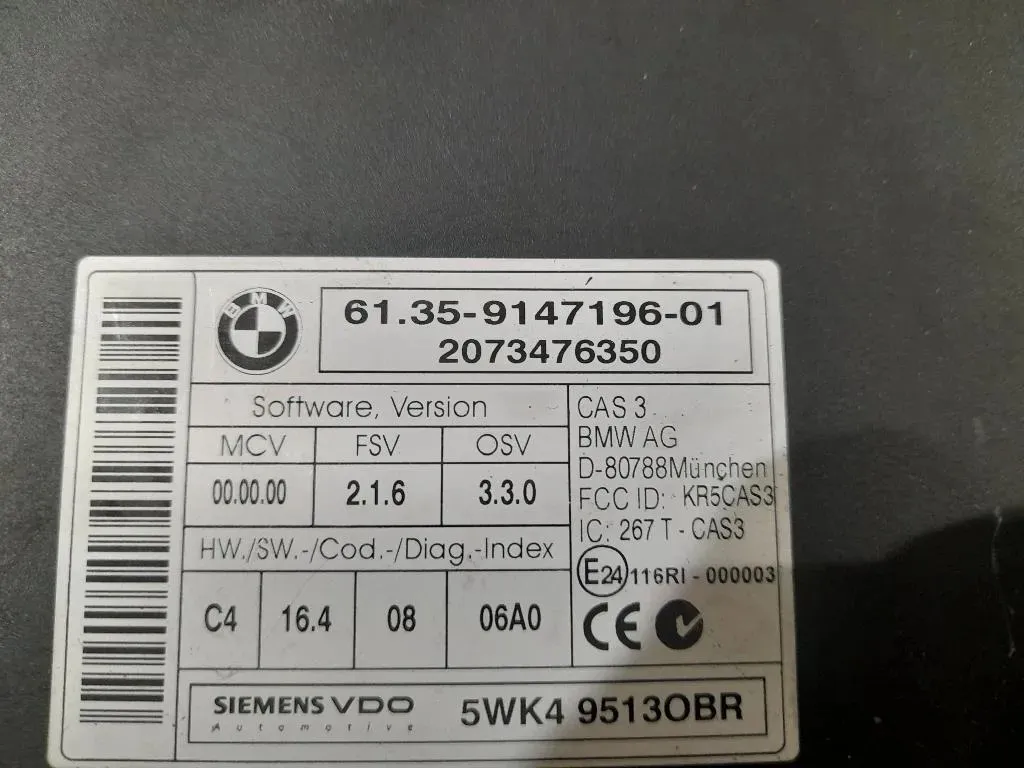 BMW
61.35-9147196-01
2073476350
Software, Version
MCV FSV OSV
00.00.00 2.1.6 3.3.0
HW./SW.-/Cod.-/Diag.-Index
C4 16.4 08 06A0
CAS 3
BMW AG
D-80788München
FCC ID: KR5CAS3
IC: 267 T - CAS3
E24 116RI - 000003
CE
SIEMENS VDO
Automotive
5WK4 9513OBR